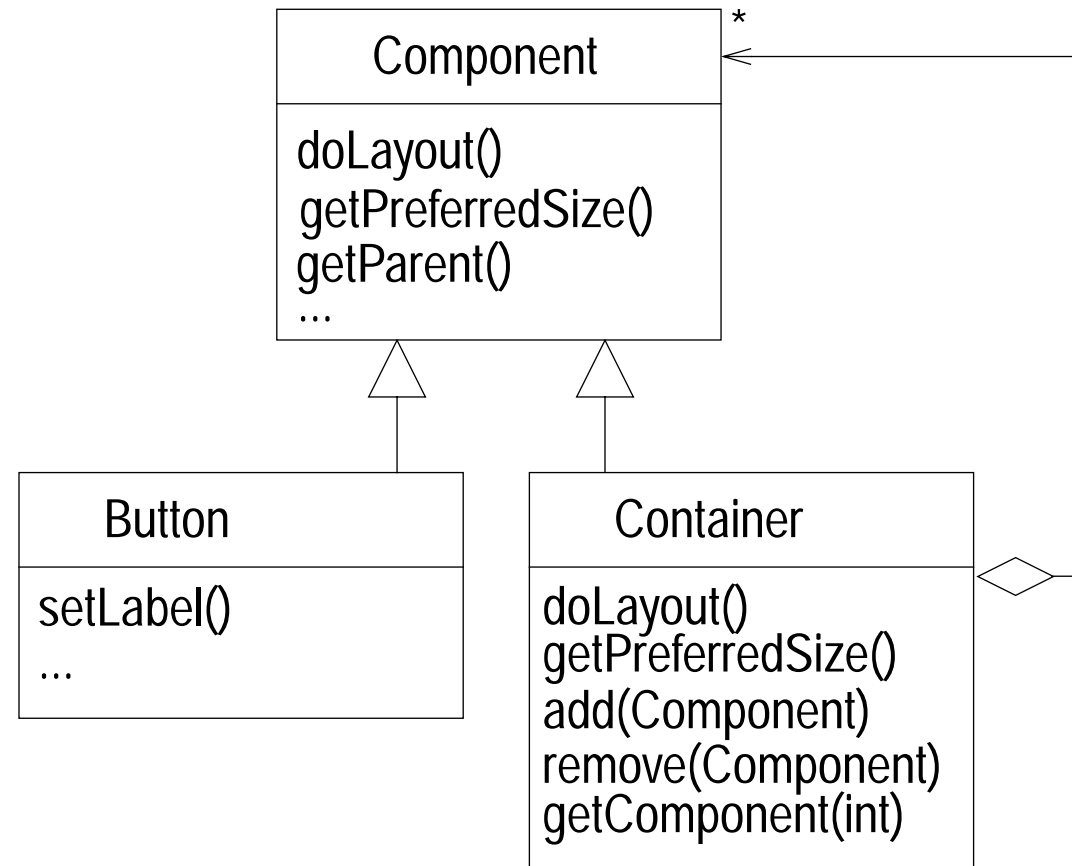 *
Component
doLayout()
getPreferredSize()
getParent()
...
Button
setLabel()
...
Container
doLayout()
getPreferredSize()
add(Component)
remove(Component)
getComponent(int)